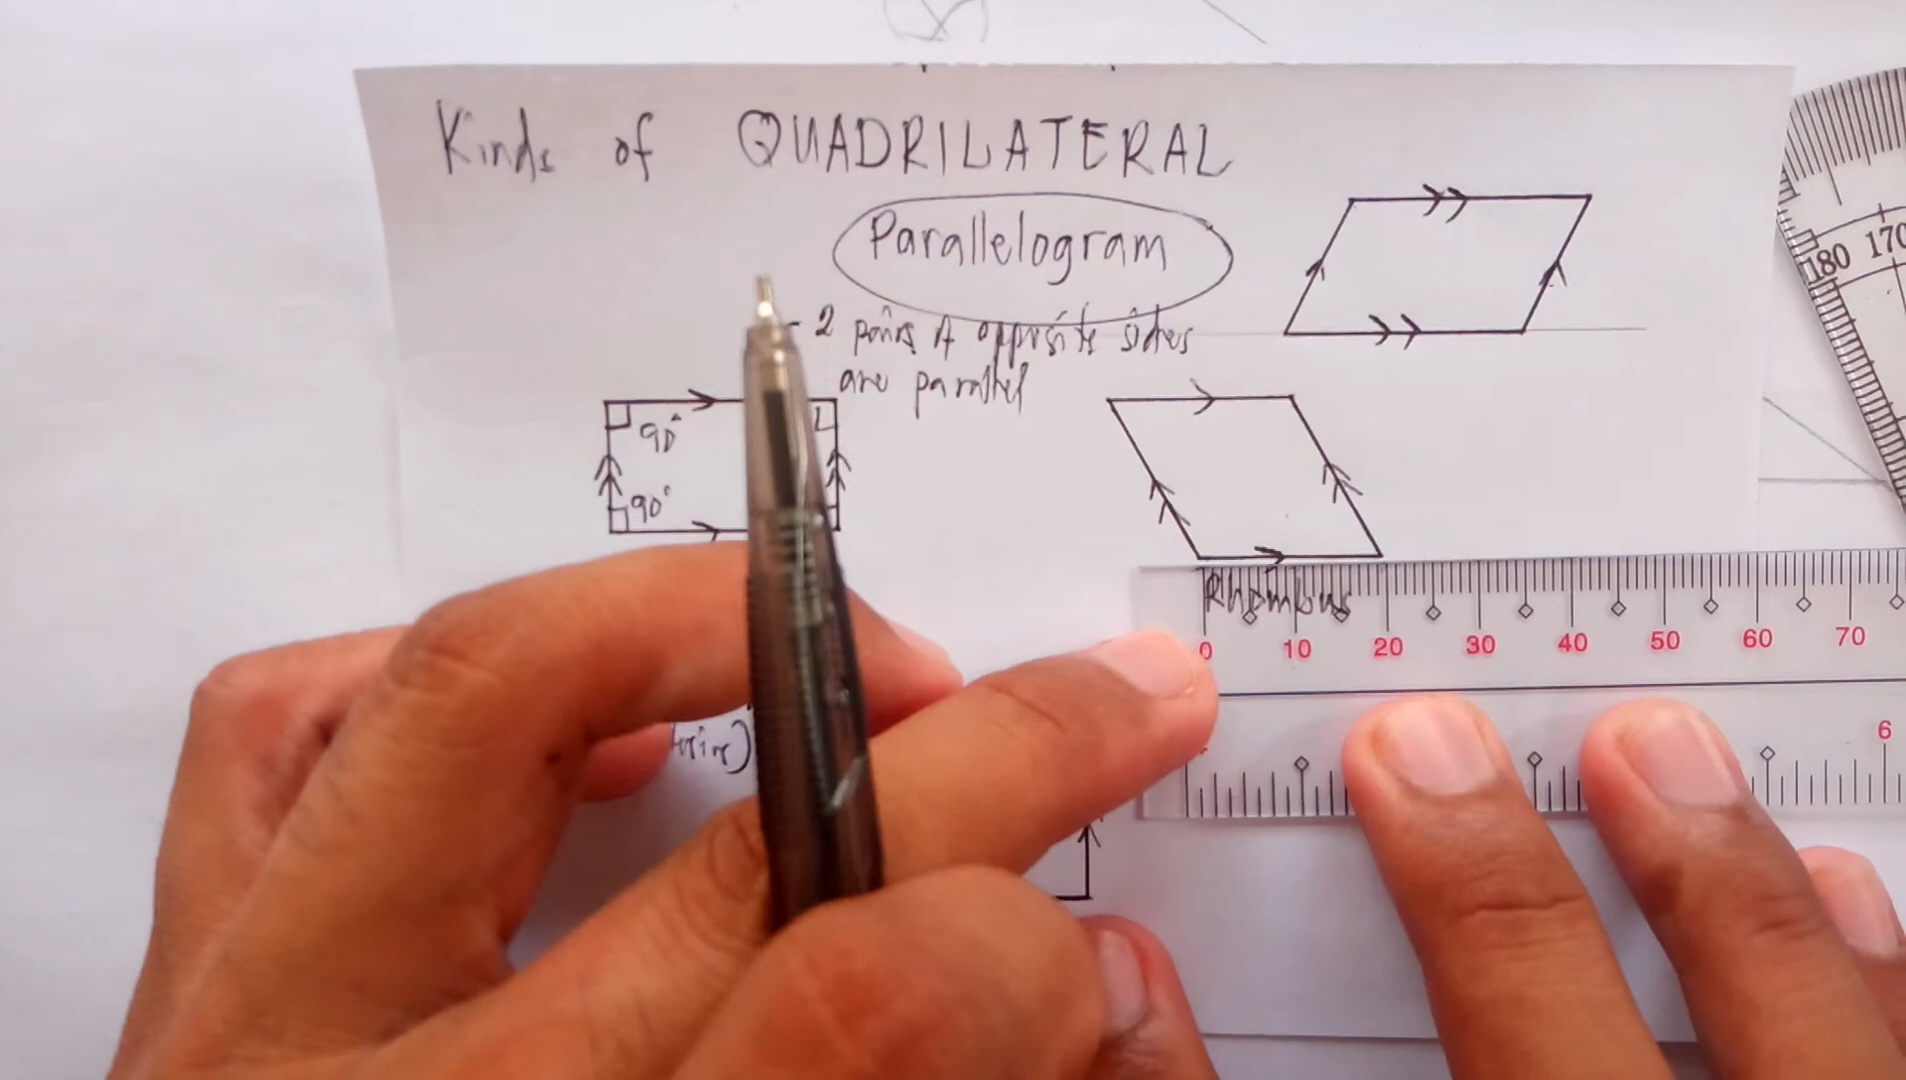 Kinds of QUADRILATERAL
Parallelogram
- 2 pairs of opposite sides
are parallel
90°
90°
Rhombus
0 10 20 30 40 50 60 70
6
180 170